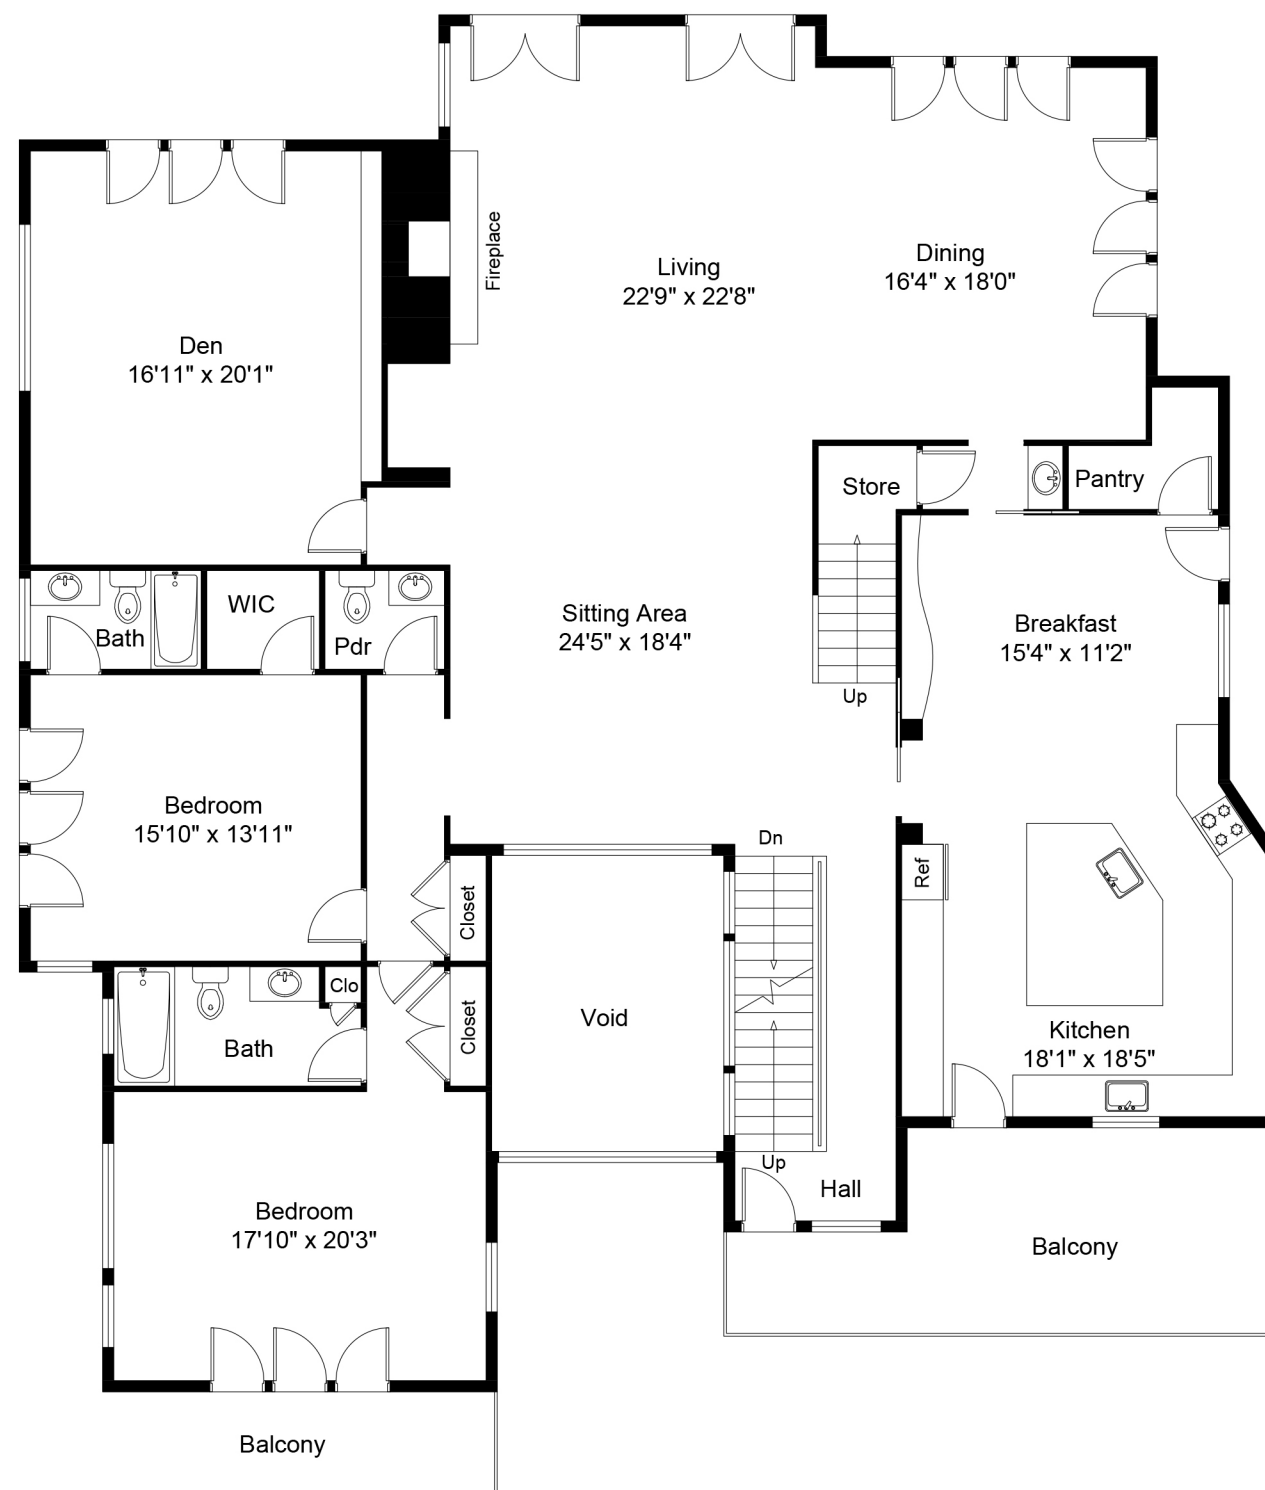 Fireplace
Living
22'9" x 22'8"
Dining
16'4" x 18'0"
Den
16'11" x 20'1"
Store
Pantry
WIC
Bath
Pdr
Sitting Area
24'5" x 18'4"
Breakfast
15'4" x 11'2"
Up
Bedroom
15'10" x 13'11"
Dn
Ref
Closet
Clo
Closet
Void
Bath
Kitchen
18'1" x 18'5"
Up
Hall
Bedroom
17'10" x 20'3"
Balcony
Balcony